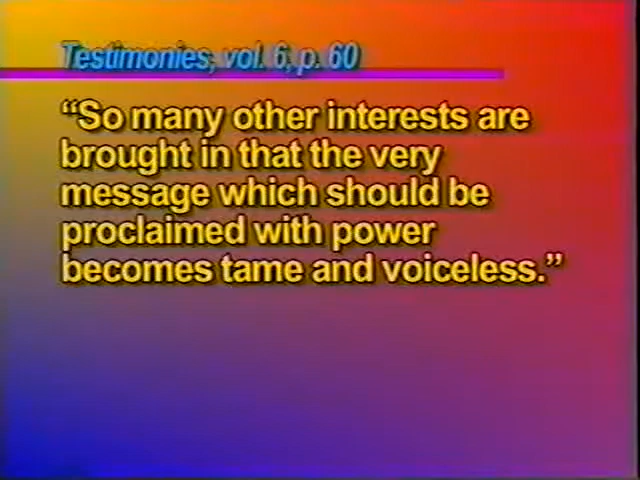 Testimonies, vol. 6, p. 60
“So many other interests are
brought in that the very
message which should be
proclaimed with power
becomes tame and voiceless.”